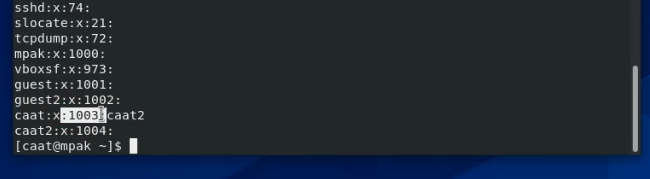 sshd:x:74:
slocate:x:21:
tcpdump:x:72:
mpak:x:1000:
vboxsf:x:973:
guest:x:1001:
guest2:x:1002:
caat:x:1003:caat2
caat2:x:1004:
[caat@mpak ~]$